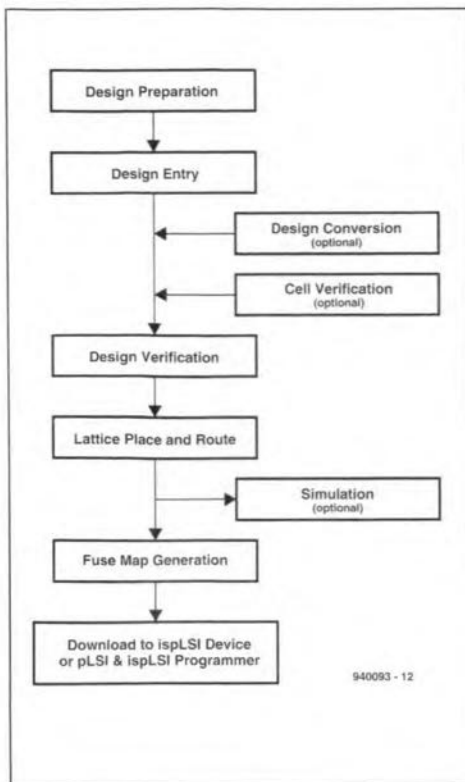 Design Preparation
Design Entry
Design Conversion
(optional)
Cell Verification
(optional)
Design Verification
Lattice Place and Route
Simulation
(optional)
Fuse Map Generation
Download to ispLSI Device
or pLSI & ispLSI Programmer
940093 - 12